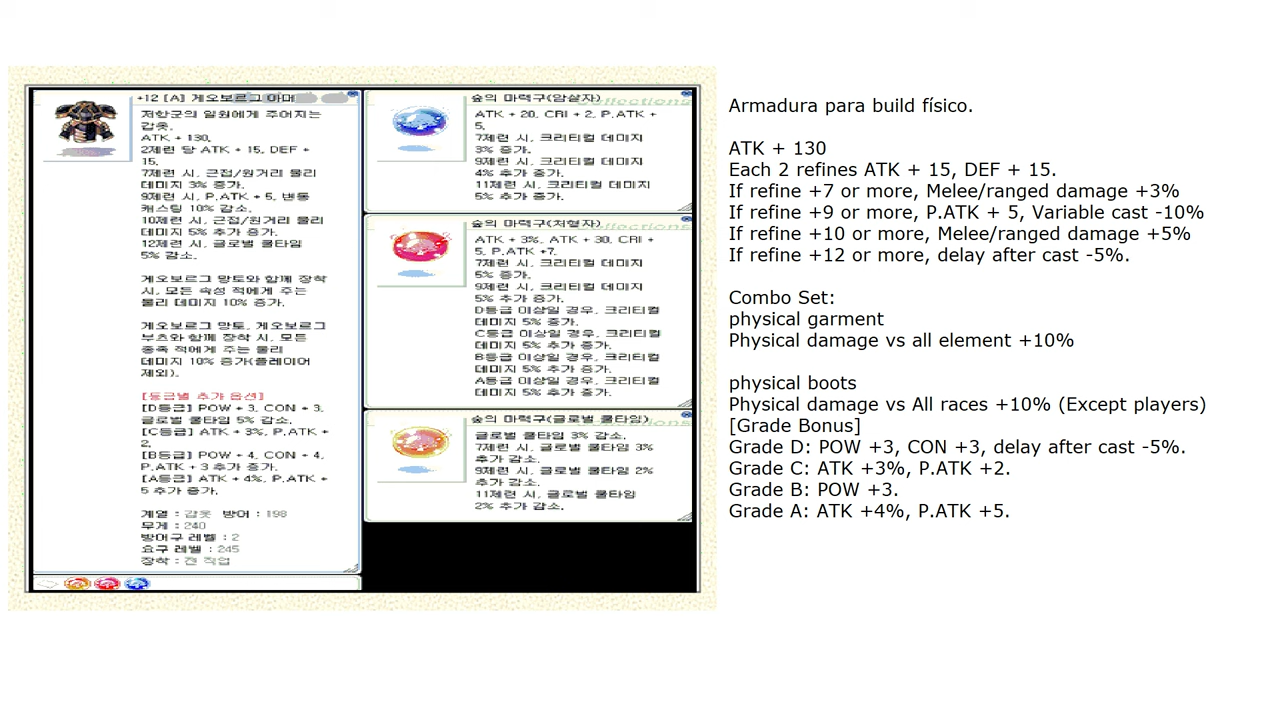 +12 [A] 게오보르그 아머
저항군의 일원에게 주어지는
갑옷.
ATK + 130,
2제련 당 ATK + 15, DEF +
15,
7제련 시, 근접/원거리 물리
데미지 3% 증가.
9제련 시, P.ATK + 5, 변동
캐스팅 10% 감소.
10제련 시, 근접/원거리 물리
데미지 5% 추가 증가.
12제련 시, 글로벌 쿨타임
5% 감소.
게오보르그 망토와 함께 장착
시, 모든 속성 적에게 주는
물리 데미지 10% 증가.
게오보르그 망토, 게오보르그
부츠와 함께 장착 시, 모든
종족 적에게 주는 물리
데미지 10% 증가(플레이어
제외).
[등급별 추가 옵션]
[D등급] POW + 3, CON + 3,
글로벌 쿨타임 5% 감소.
[C등급] ATK + 3%, P.ATK +
2,
[B등급] POW + 4, CON + 4,
P.ATK + 3 추가 증가.
[A등급] ATK + 4%, P.ATK +
5 추가 증가.
계열 : 갑옷 방어 : 198
무게 : 240
방어구 레벨 : 2
요구 레벨 : 245
장착 : 전 직업
숲의 마력구(암살자)
Collections
ATK + 20, CRI + 2, P.ATK +
5,
7제련 시, 크리티컬 데미지
3% 증가.
9제련 시, 크리티컬 데미지
4% 추가 증가.
11제련 시, 크리티컬 데미지
5% 추가 증가.
숲의 마력구(처형자)
Collections
ATK + 3%, ATK + 30, CRI +
5, P.ATK +7,
7제련 시, 크리티컬 데미지
5% 증가.
9제련 시, 크리티컬 데미지
5% 추가 증가.
D등급 이상일 경우, 크리티컬
데미지 5% 증가.
C등급 이상일 경우, 크리티컬
데미지 5% 추가 증가.
B등급 이상일 경우, 크리티컬
데미지 5% 추가 증가.
A등급 이상일 경우, 크리티컬
데미지 5% 추가 증가.
숲의 마력구(글로벌 쿨타임)
글로벌 쿨타임 3% 감소.
7제련 시, 글로벌 쿨타임 3%
추가 감소.
9제련 시, 글로벌 쿨타임 2%
추가 감소.
11제련 시, 글로벌 쿨타임
2% 추가 감소.
Armadura para build físico.
ATK + 130
Each 2 refines ATK + 15, DEF + 15.
If refine +7 or more, Melee/ranged damage +3%
If refine +9 or more, P.ATK + 5, Variable cast -10%
If refine +10 or more, Melee/ranged damage +5%
If refine +12 or more, delay after cast -5%.
Combo Set:
physical garment
Physical damage vs all element +10%
physical boots
Physical damage vs All races +10% (Except players)
[Grade Bonus]
Grade D: POW +3, CON +3, delay after cast -5%.
Grade C: ATK +3%, P.ATK +2.
Grade B: POW +3.
Grade A: ATK +4%, P.ATK +5.